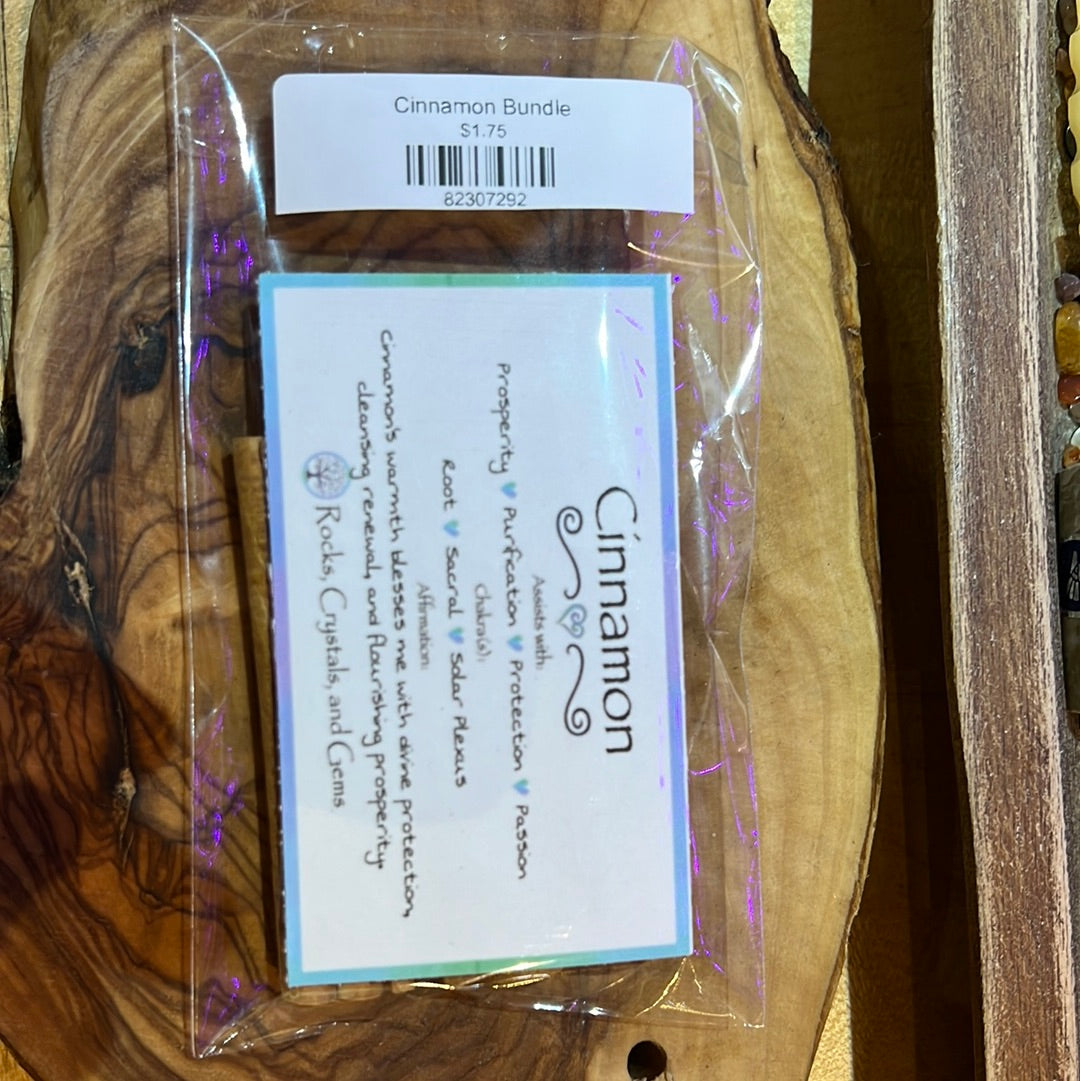 Cinnamon Bundle
$1.75
82307292
Cinnamon
Assists with:
Prosperity Purification Protection Passion
Chakra(s):
Root Sacral Solar Plexus
Affirmation:
Cinnamon's warmth blesses me with divine protection,
cleansing renewal, and flourishing prosperity.
Rocks, Crystals, and Gems